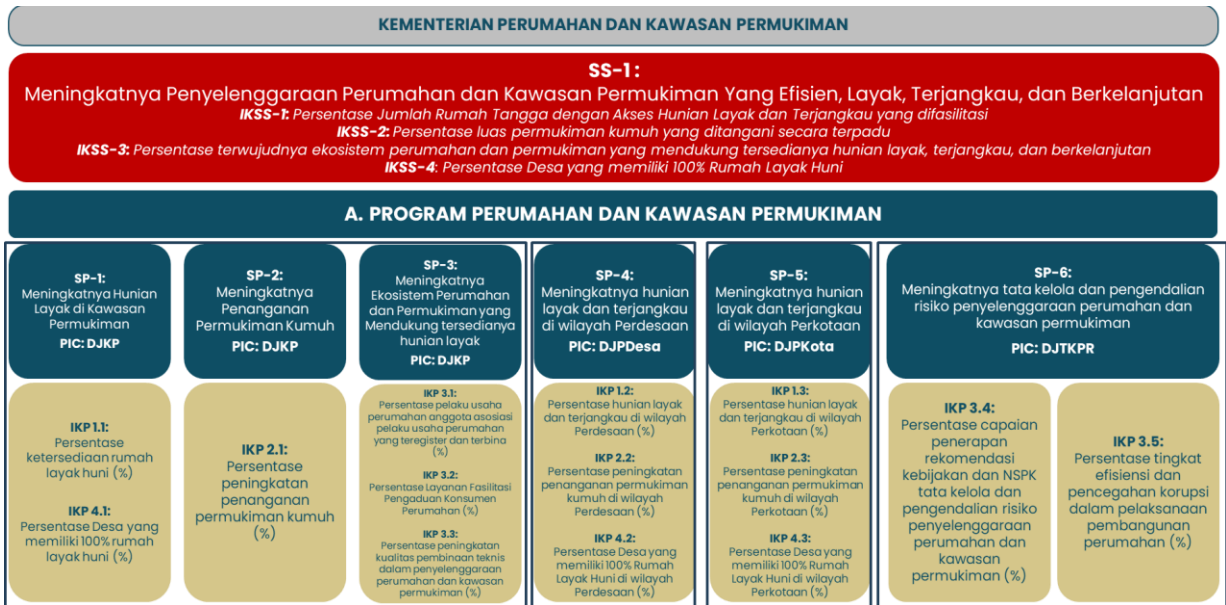 KEMENTERIAN PERUMAHAN DAN KAWASAN PERMUKIMAN
SS-1 :
Meningkatnya Penyelenggaraan Perumahan dan Kawasan Permukiman Yang Efisien, Layak, Terjangkau, dan Berkelanjutan
IKSS-1: Persentase Jumlah Rumah Tangga dengan Akses Hunian Layak dan Terjangkau yang difasilitasi
IKSS-2: Persentase luas permukiman kumuh yang ditangani secara terpadu
IKSS-3: Persentase terwujudnya ekosistem perumahan dan permukiman yang mendukung tersedianya hunian layak, terjangkau, dan berkelanjutan
IKSS-4: Persentase Desa yang memiliki 100% Rumah Layak Huni
A. PROGRAM PERUMAHAN DAN KAWASAN PERMUKIMAN
SP-1:
Meningkatnya Hunian
Layak di Kawasan
Permukiman
PIC: DJKP
SP-2:
Meningkatnya
Penanganan
Permukiman Kumuh
PIC: DJKP
SP-3:
Meningkatnya
Ekosistem Perumahan
dan Permukiman yang
Mendukung tersedianya
hunian layak
PIC: DJKP
SP-4:
Meningkatnya hunian
layak dan terjangkau
di wilayah Perdesaan
PIC: DJPDesa
SP-5:
Meningkatnya hunian
layak dan terjangkau
di wilayah Perkotaan
PIC: DJPKota
SP-6:
Meningkatnya tata kelola dan pengendalian
risiko penyelenggaraan perumahan dan
kawasan permukiman
PIC: DJTKPR
IKP 1.1:
Persentase
ketersediaan rumah
layak huni (%)
IKP 4.1:
Persentase Desa yang
memiliki 100% rumah
layak huni (%)
IKP 2.1:
Persentase
peningkatan
penanganan
permukiman kumuh
(%)
IKP 3.1:
Persentase pelaku usaha
perumahan anggota asosiasi
pelaku usaha perumahan
yang teregister dan terbina
(%)
IKP 3.2:
Persentase Layanan Fasilitasi
Pengaduan Konsumen
Perumahan (%)
IKP 3.3:
Persentase peningkatan
kualitas pembinaan teknis
dalam penyelenggaraan
perumahan dan kawasan
permukiman (%)
IKP 1.2:
Persentase hunian layak
dan terjangkau di wilayah
Perdesaan (%)
IKP 2.2:
Persentase peningkatan
penanganan permukiman
kumuh di wilayah
Perdesaan (%)
IKP 4.2:
Persentase Desa yang
memiliki 100% Rumah
Layak Huni di wilayah
Perdesaan (%)
IKP 1.3:
Persentase hunian layak
dan terjangkau di wilayah
Perkotaan (%)
IKP 2.3:
Persentase peningkatan
penanganan permukiman
kumuh di wilayah
Perkotaan (%)
IKP 4.3:
Persentase Desa yang
memiliki 100% Rumah
Layak Huni di wilayah
Perkotaan (%)
IKP 3.4:
Persentase capaian
penerapan
rekomendasi
kebijakan dan NSPK
tata kelola dan
pengendalian risiko
penyelenggaraan
perumahan dan
kawasan
permukiman (%)
IKP 3.5:
Persentase tingkat
efisiensi dan
pencegahan korupsi
dalam pelaksanaan
pembangunan
perumahan (%)